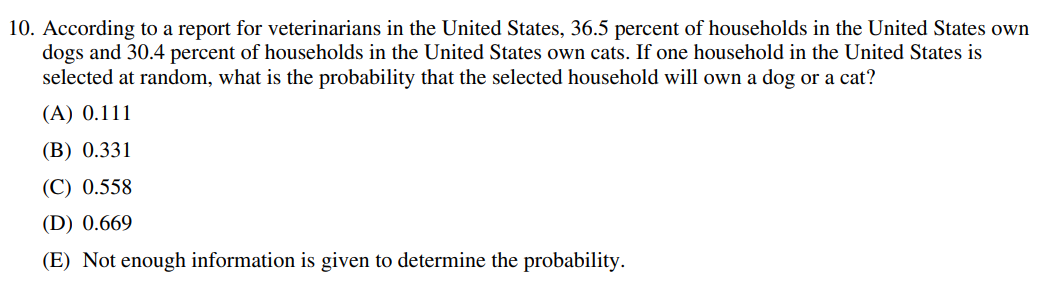 10. According to a report for veterinarians in the United States, 36.5 percent of households in the United States own
dogs and 30.4 percent of households in the United States own cats. If one household in the United States is
selected at random, what is the probability that the selected household will own a dog or a cat?
(A) 0.111
(B) 0.331
(C) 0.558
(D) 0.669
(E) Not enough information is given to determine the probability.